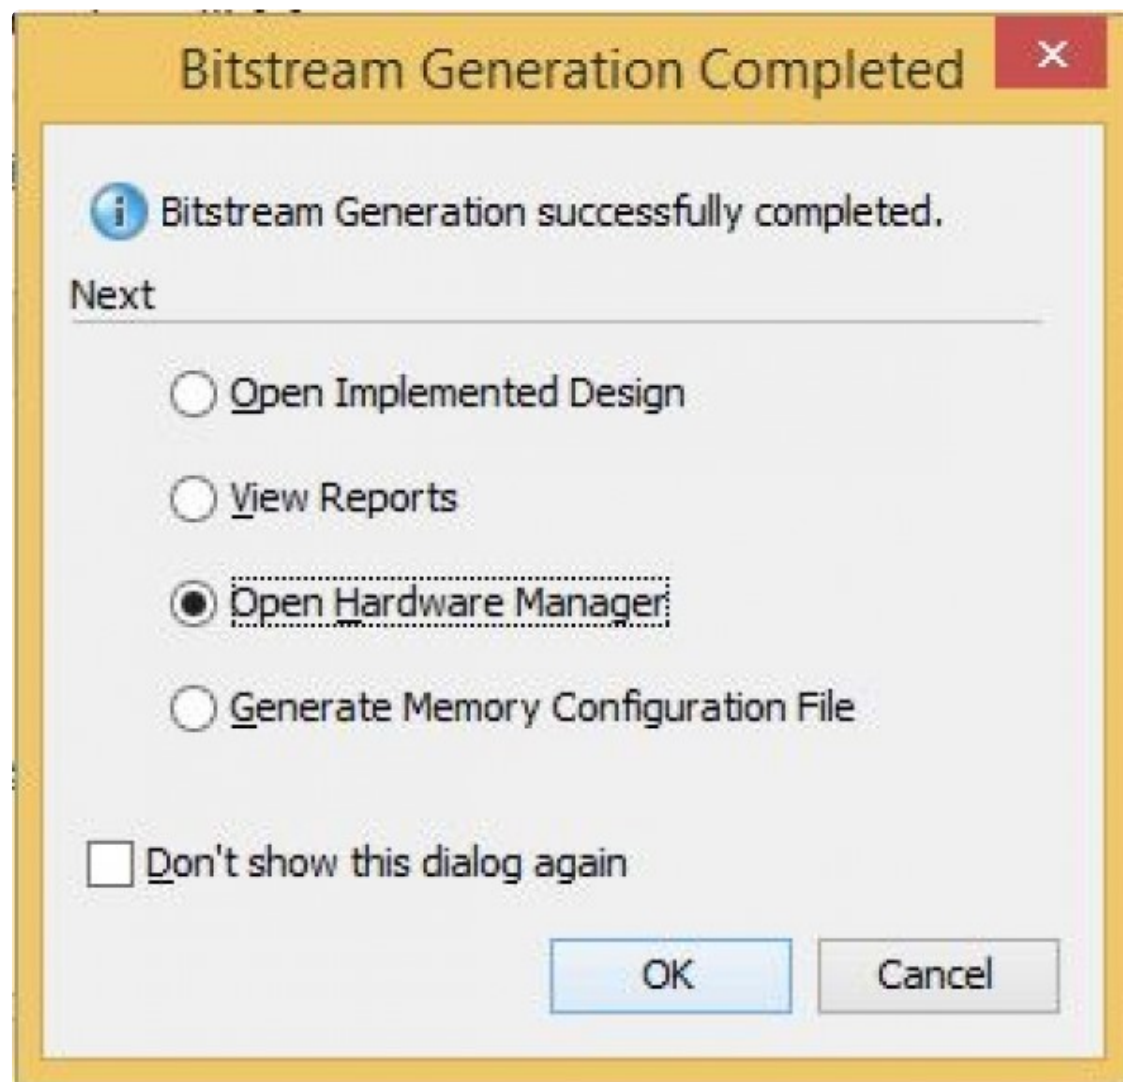 Bitstream Generation Completed
Bitstream Generation successfully completed.
Next
Open Implemented Design
View Reports
Open Hardware Manager
Generate Memory Configuration File
Don't show this dialog again
OK
Cancel